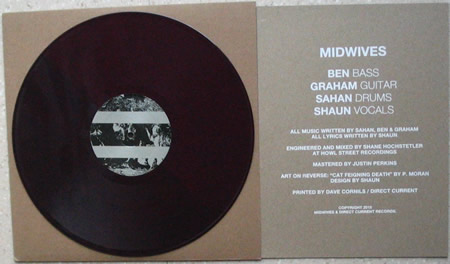 MIDWIVES
BEN BASS
GRAHAM GUITAR
SAHAN DRUMS
SHAUN VOCALS
ALL MUSIC WRITTEN BY SAHAN, BEN & GRAHAM
ALL LYRICS WRITTEN BY SHAUN
ENGINEERED AND MIXED BY SHANE HOCHSTETLER
AT HOWL STREET RECORDINGS
MASTERED BY JUSTIN PERKINS
ART ON REVERSE: "CAT FEIGNING DEATH" BY P. MORAN
DESIGN BY SHAUN
PRINTED BY DAVE CORNILS / DIRECT CURRENT
COPYRIGHT 2015
MIDWIVES & DIRECT CURRENT RECORDS